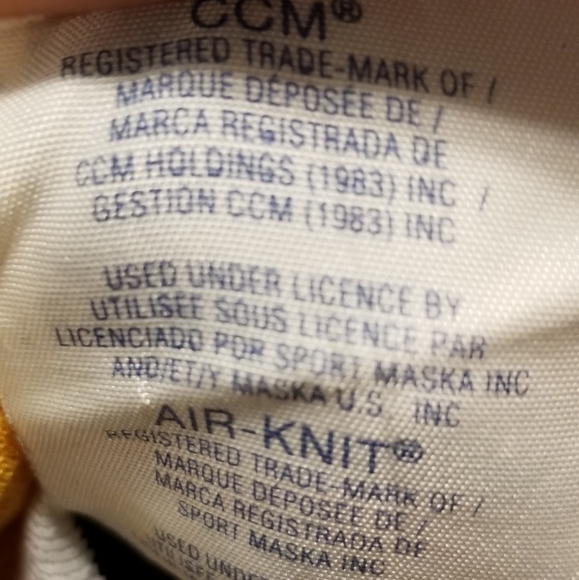 CCM®
REGISTERED TRADE-MARK OF /
MARQUE DÉPOSÉE DE /
MARCA REGISTRADA DE
CCM HOLDINGS (1983) INC /
GESTION CCM (1983) INC
USED UNDER LICENCE BY
UTILISÉE SOUS LICENCE PAR
LICENCIADO POR SPORT MASKA INC
AND/ET/Y MASKA U.S. INC
AIR-KNIT®
REGISTERED TRADE-MARK OF /
MARQUE DÉPOSÉE DE /
MARCA REGISTRADA DE
SPORT MASKA INC
USED UNDER